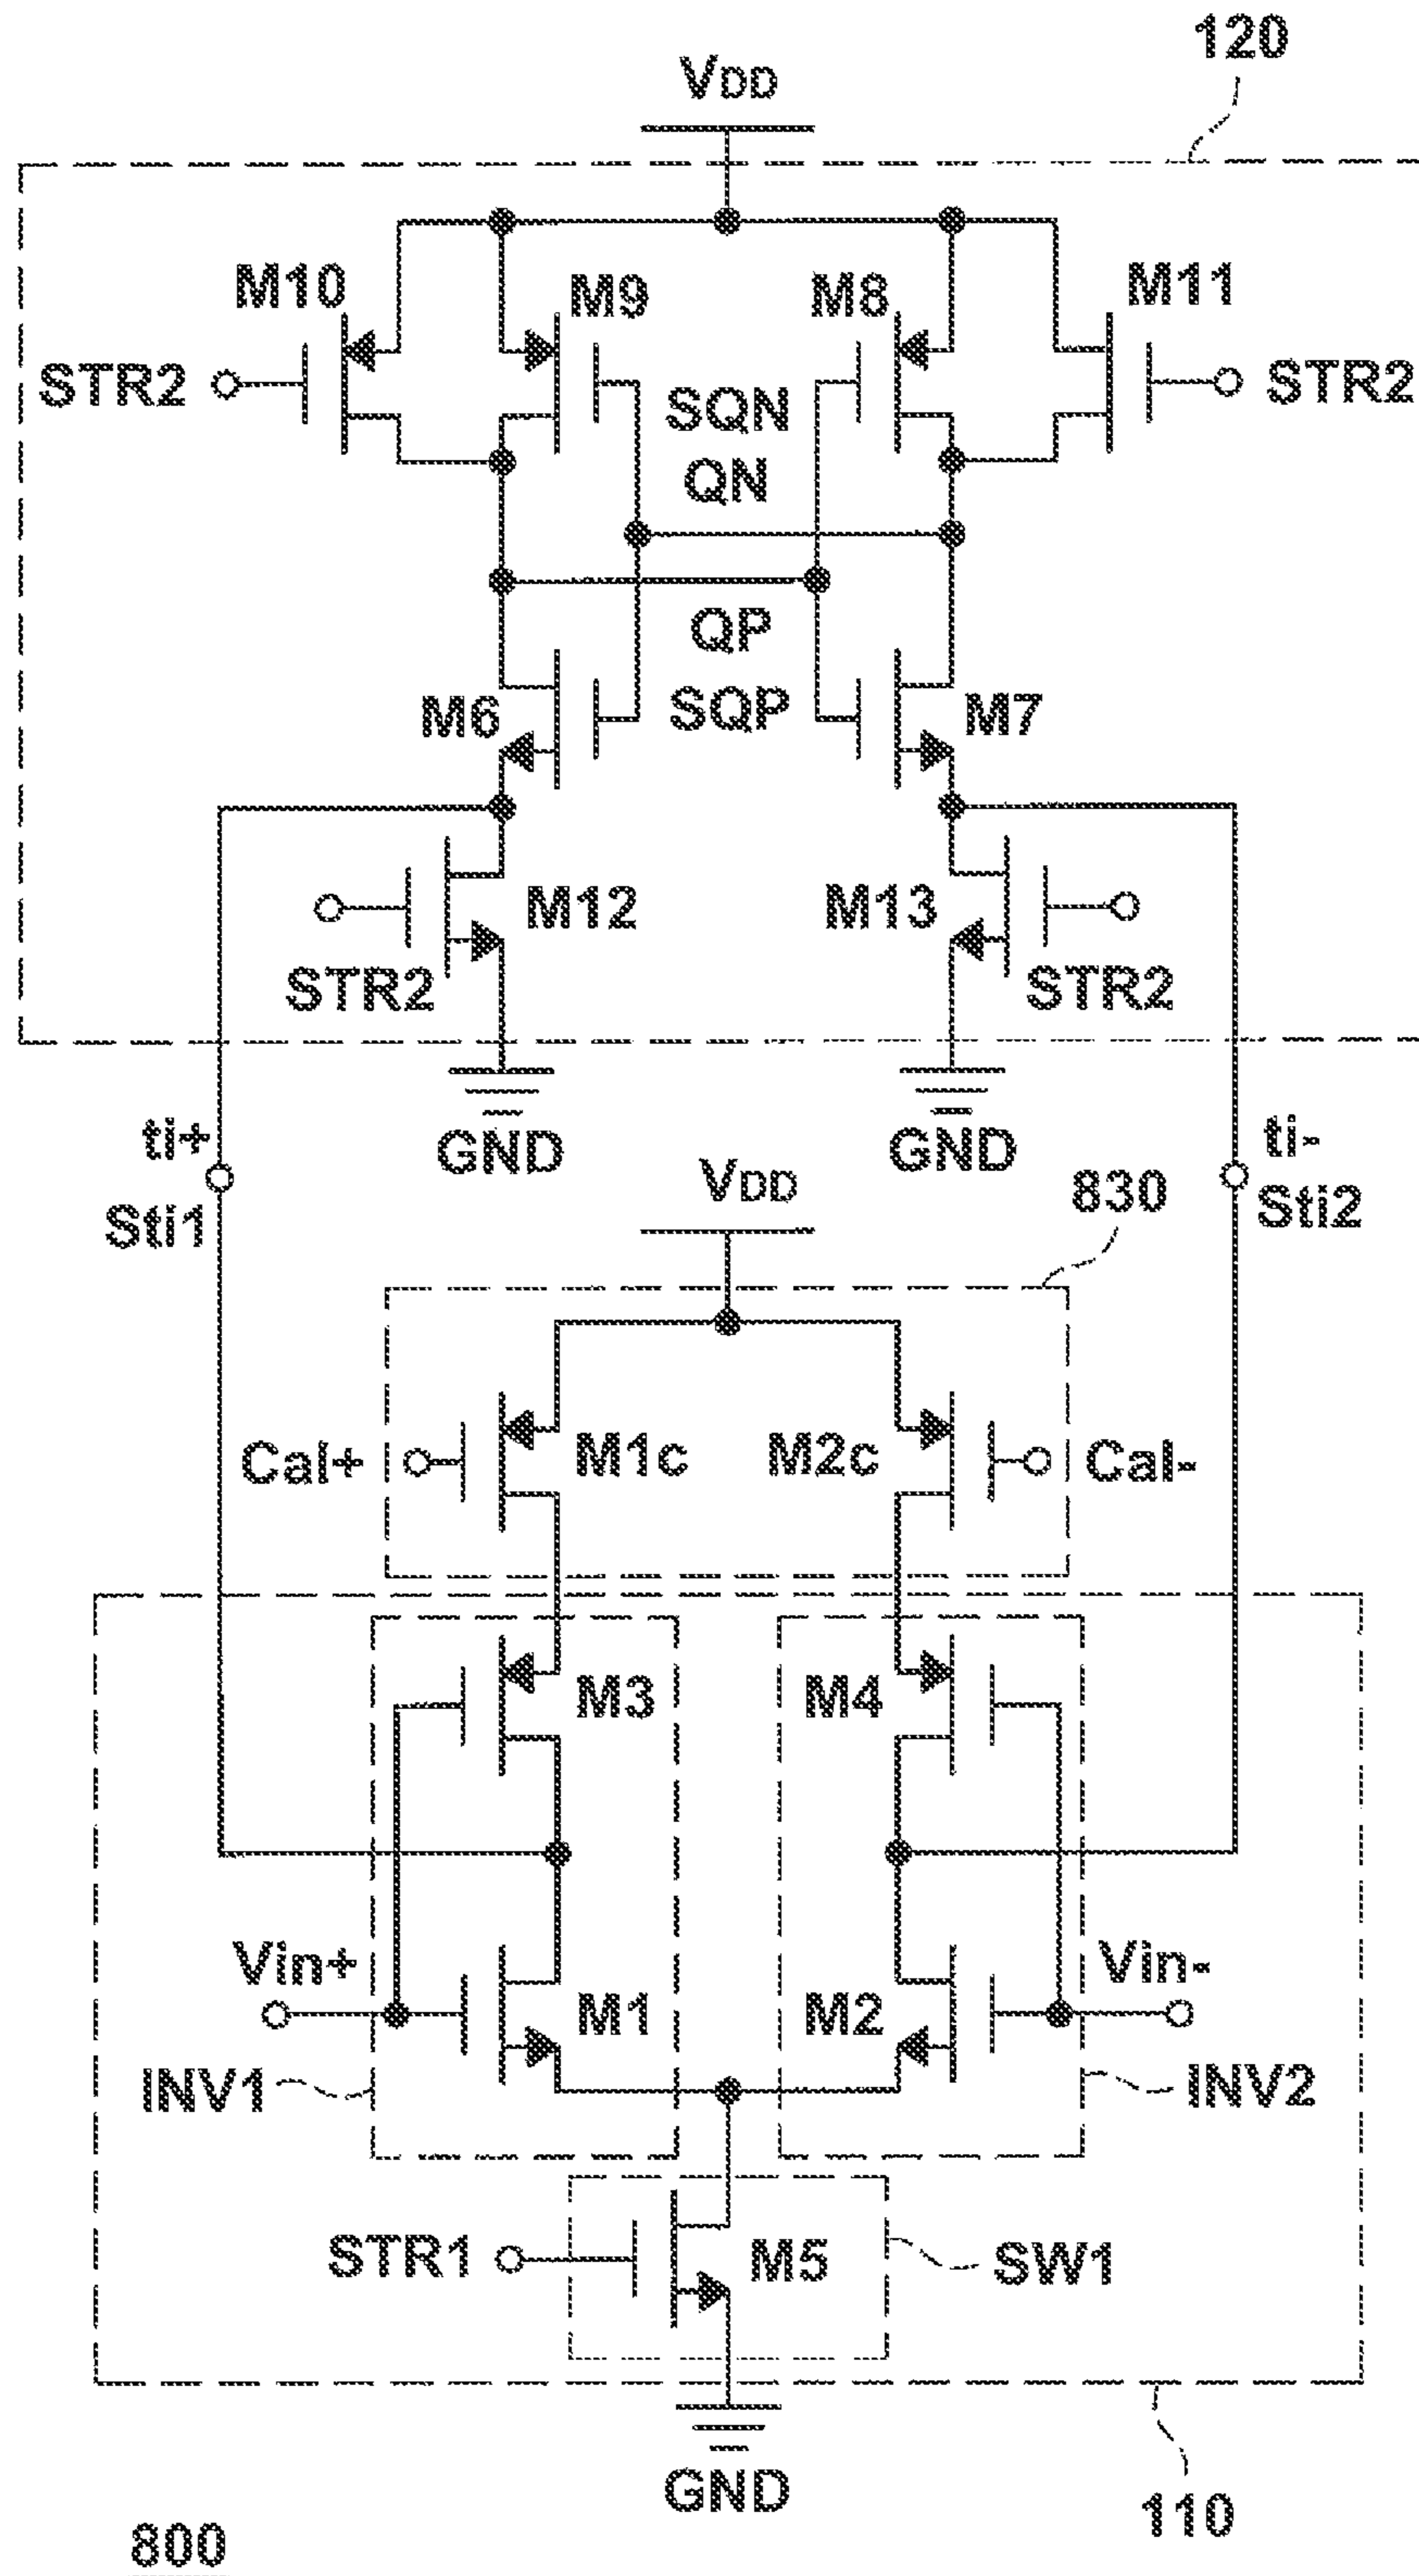 120
VDD
M10
M9
M8
M11
STR2
SQN
STR2
QN
QP
M6
SQP
M7
M12
M13
STR2
STR2
GND
GND
ti+
Sti1
ti-
Sti2
VDD
830
Cal+
M1c
M2c
Cal-
M3
M4
Vin+
M1
M2
Vin-
INV1
INV2
STR1
M5
SW1
GND
110
800